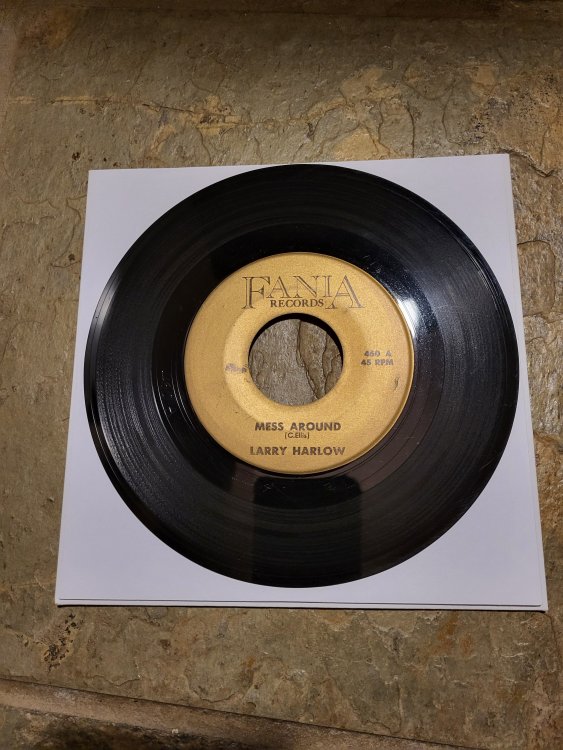 FANIA
RECORDS
460 A
45 RPM
MESS AROUND
(C.Ellis)
LARRY HARLOW